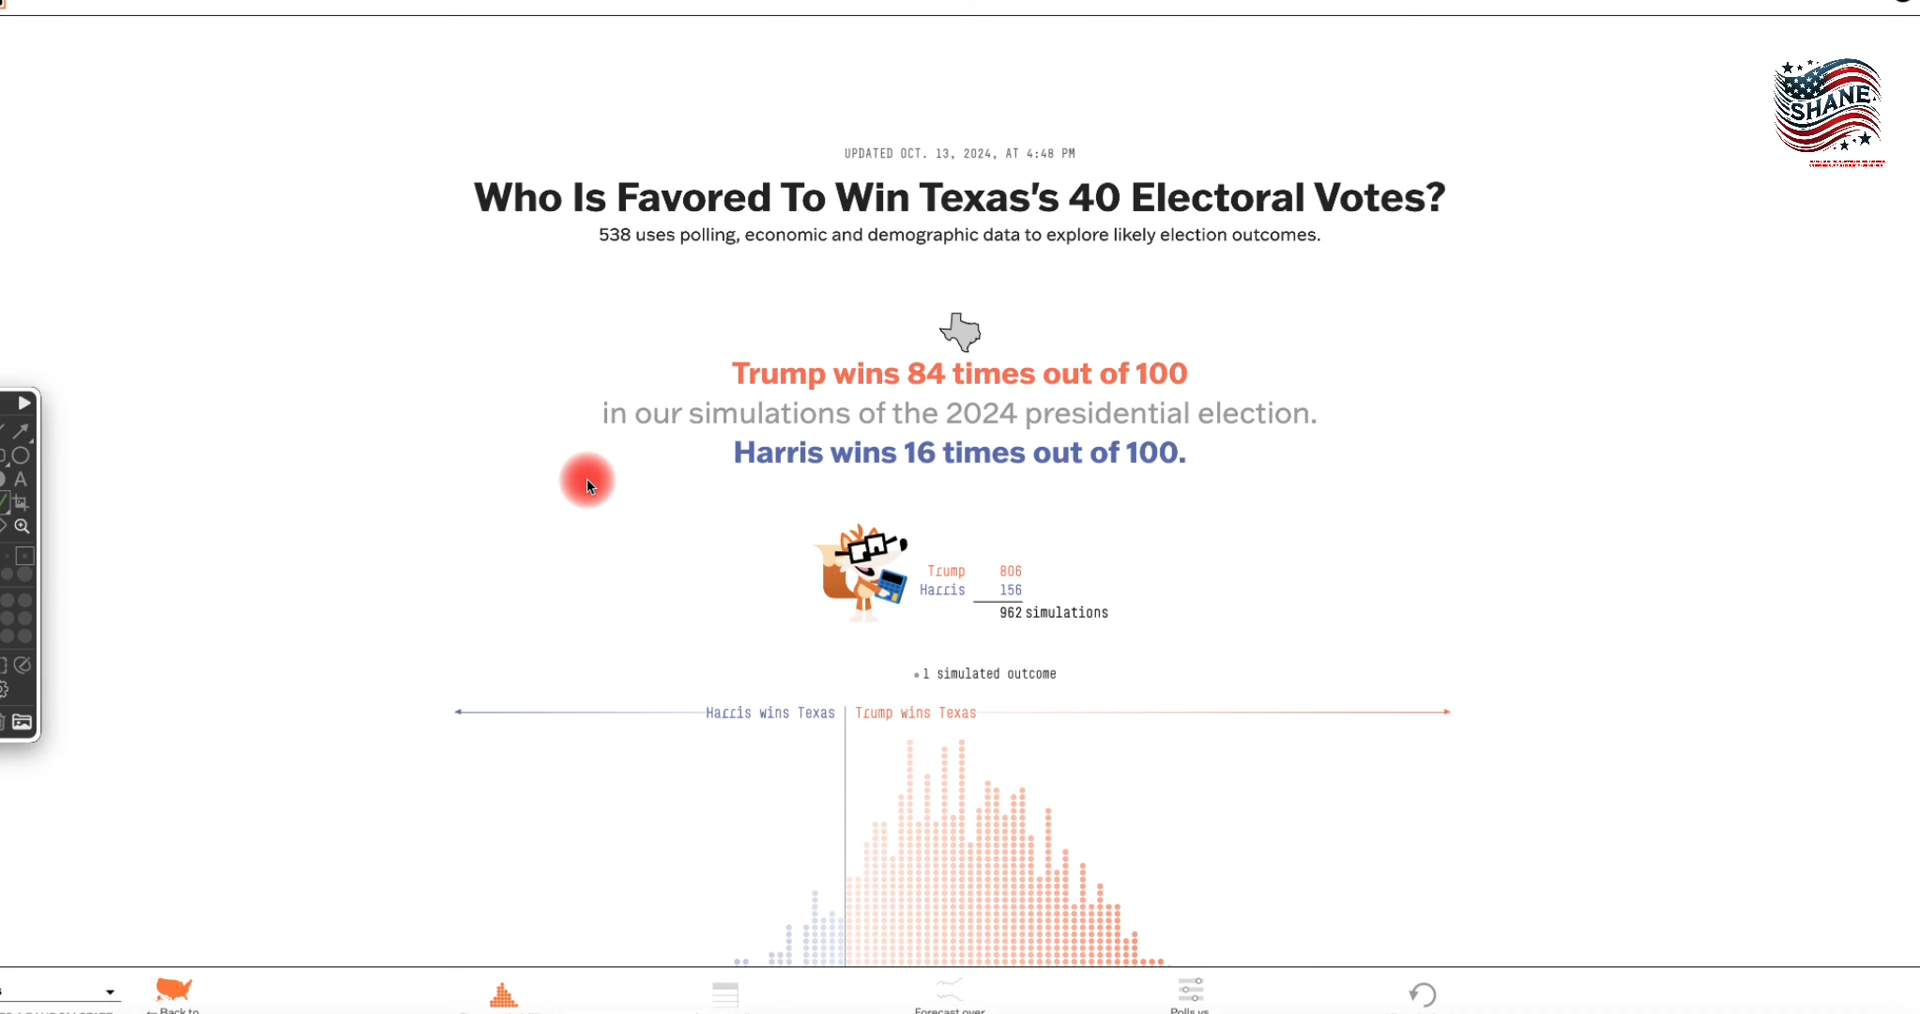 SHANE
UPDATED OCT. 13, 2024, AT 4:48 PM
Who Is Favored To Win Texas's 40 Electoral Votes?
538 uses polling, economic and demographic data to explore likely election outcomes.
Trump wins 84 times out of 100
in our simulations of the 2024 presidential election.
Harris wins 16 times out of 100.
Trump 806
Harris 156
962 simulations
1 simulated outcome
Harris wins Texas Trump wins Texas
A
← Back to
Forecast over
Polls vs